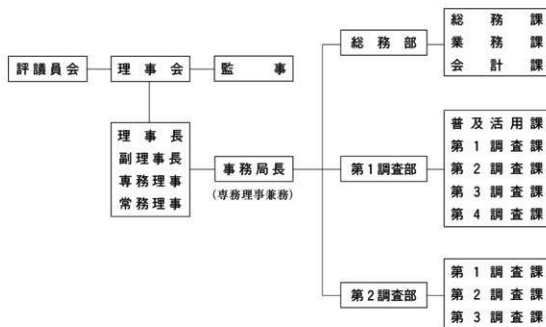 評議員会
理事会
監事
理事長
副理事長
専務理事
常務理事
事務局長
(専務理事兼務)
総務部
総務課
業務課
会計課
第1調査部
普及活用課
第1調査課
第2調査課
第3調査課
第4調査課
第2調査部
第1調査課
第2調査課
第3調査課